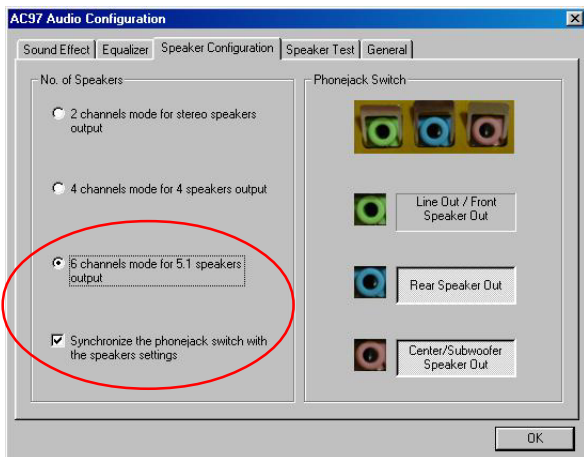 AC97 Audio Configuration
Sound Effect
Equalizer
Speaker Configuration
Speaker Test
General
No. of Speakers
2 channels mode for stereo speakers
output
4 channels mode for 4 speakers output
6 channels mode for 5.1 speakers
output
Synchronize the phonejack switch with
the speakers settings
Phonejack Switch
Line Out / Front
Speaker Out
Rear Speaker Out
Center/Subwoofer
Speaker Out
OK